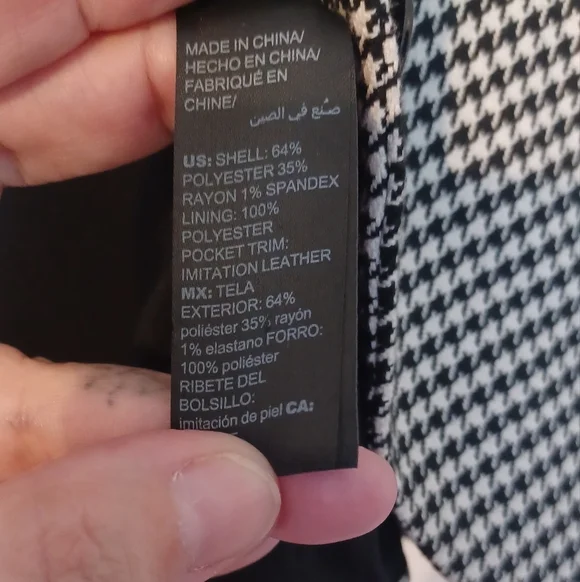 MADE IN CHINA/
HECHO EN CHINA/
FABRIQUÉ EN
CHINE/
صنع في الصين
US: SHELL: 64%
POLYESTER 35%
RAYON 1% SPANDEX
LINING: 100%
POLYESTER
POCKET TRIM:
IMITATION LEATHER
MX: TELA
EXTERIOR: 64%
poliéster 35% rayón
1% elastano FORRO:
100% poliéster
RIBETE DEL
BOLSILLO:
imitación de piel CA: